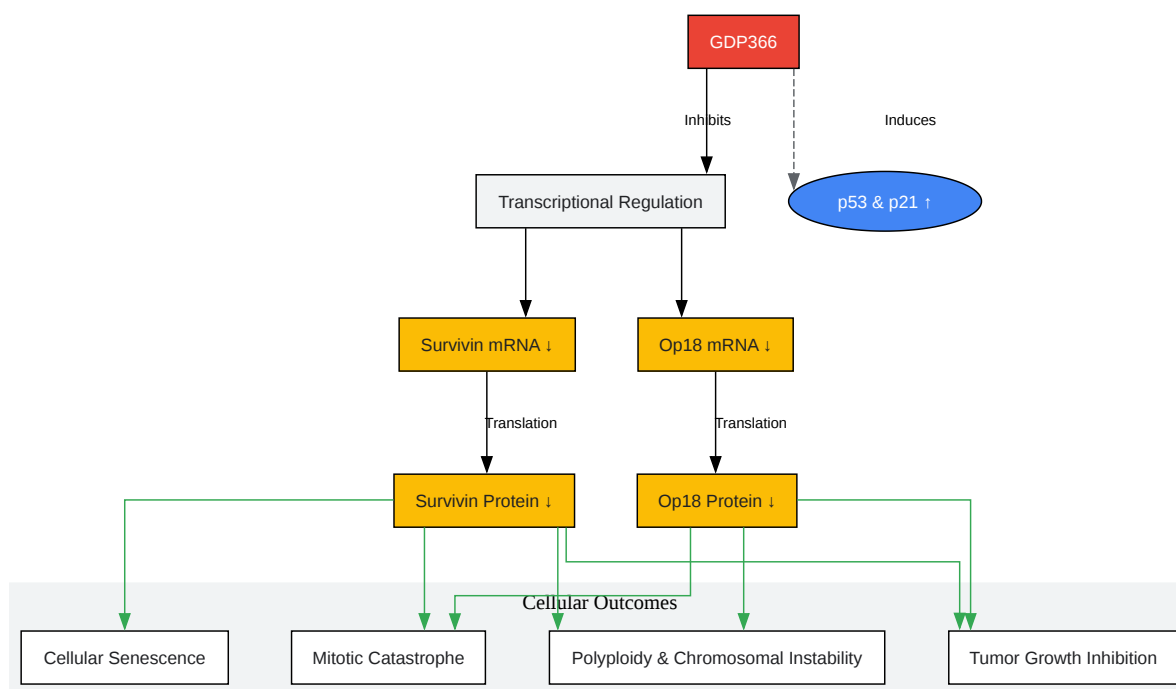 GDP366
Inhibits
Induces
Transcriptional Regulation
p53 & p21 ↑
Survivin mRNA ↓
Op18 mRNA ↓
Translation
Translation
Survivin Protein ↓
Op18 Protein ↓
Cellular Outcomes
Cellular Senescence
Mitotic Catastrophe
Polyploidy & Chromosomal Instability
Tumor Growth Inhibition